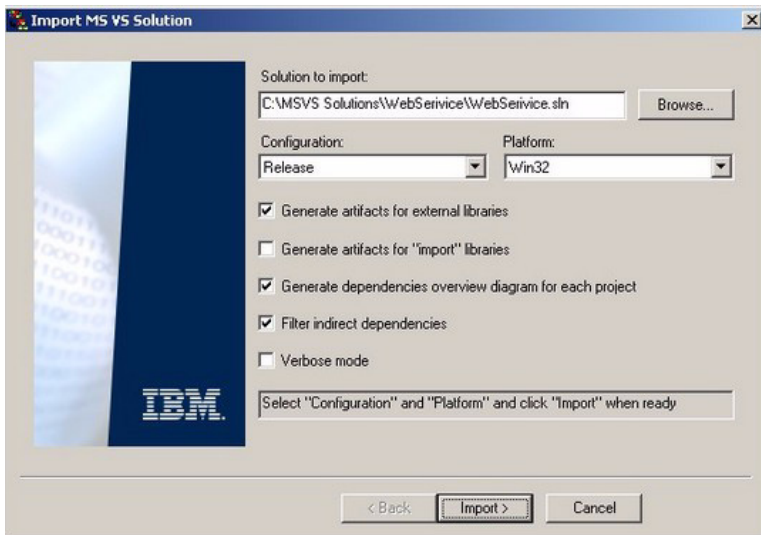 Import MS VS Solution
Solution to import:
C:\MSVS Solutions\WebSerivice\WebSerivice.sln
Browse...
Configuration:
Platform:
Release
Win32
Generate artifacts for external libraries
Generate artifacts for "import" libraries
Generate dependencies overview diagram for each project
Filter indirect dependencies
Verbose mode
IBM.
Select "Configuration" and "Platform" and click "Import" when ready
< Back
Import >
Cancel